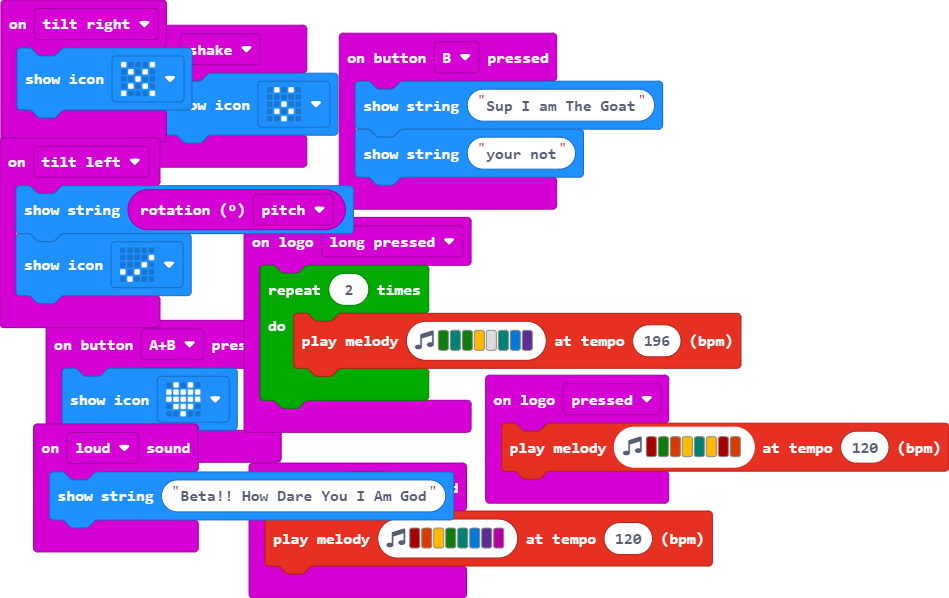 on tilt right
show icon
shake
ow icon
on button B pressed
show string "Sup I am The Goat"
show string "your not"
on tilt left
show string rotation (º) pitch
show icon
on logo long pressed
repeat 2 times
do
play melody at tempo 196 (bpm)
on button A+B pres
show icon
on logo pressed
play melody at tempo 120 (bpm)
on loud sound
show string "Beta!! How Dare You I Am God"
d
play melody at tempo 120 (bpm)